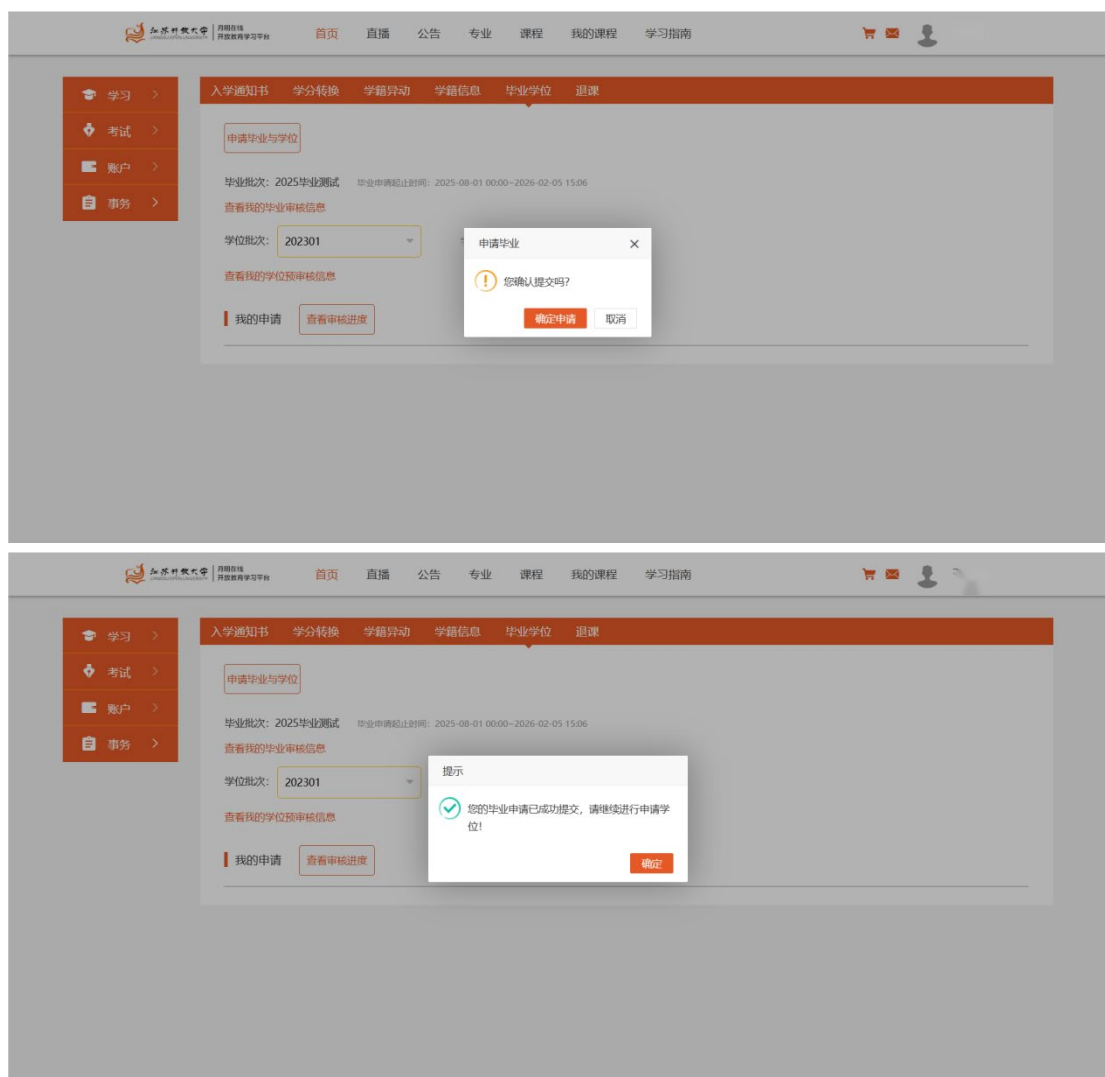 江苏开放大学 月明在线
开放教育学习平台 首页 直播 公告 专业 课程 我的课程 学习指南
学习 入学通知书 学分转换 学籍异动 学籍信息 毕业学位 退课
考试 申请毕业与学位
账户
毕业批次：2025毕业测试 毕业申请起止时间：2025-08-01 00:00~2026-02-05 15:06
事务 查看我的毕业审核信息
学位批次： 202301
申请毕业
查看我的学位预审核信息
您确认提交吗?
我的申请 查看审核进度
确定申请 取消
江苏开放大学 月明在线
开放教育学习平台 首页 直播 公告 专业 课程 我的课程 学习指南
学习 入学通知书 学分转换 学籍异动 学籍信息 毕业学位 退课
考试 申请毕业与学位
账户
毕业批次：2025毕业测试 毕业申请起止时间：2025-08-01 00:00~2026-02-05 15:06
事务 查看我的毕业审核信息
学位批次： 202301
提示
查看我的学位预审核信息
您的毕业申请已成功提交，请继续进行申请学
位!
我的申请 查看审核进度
确定